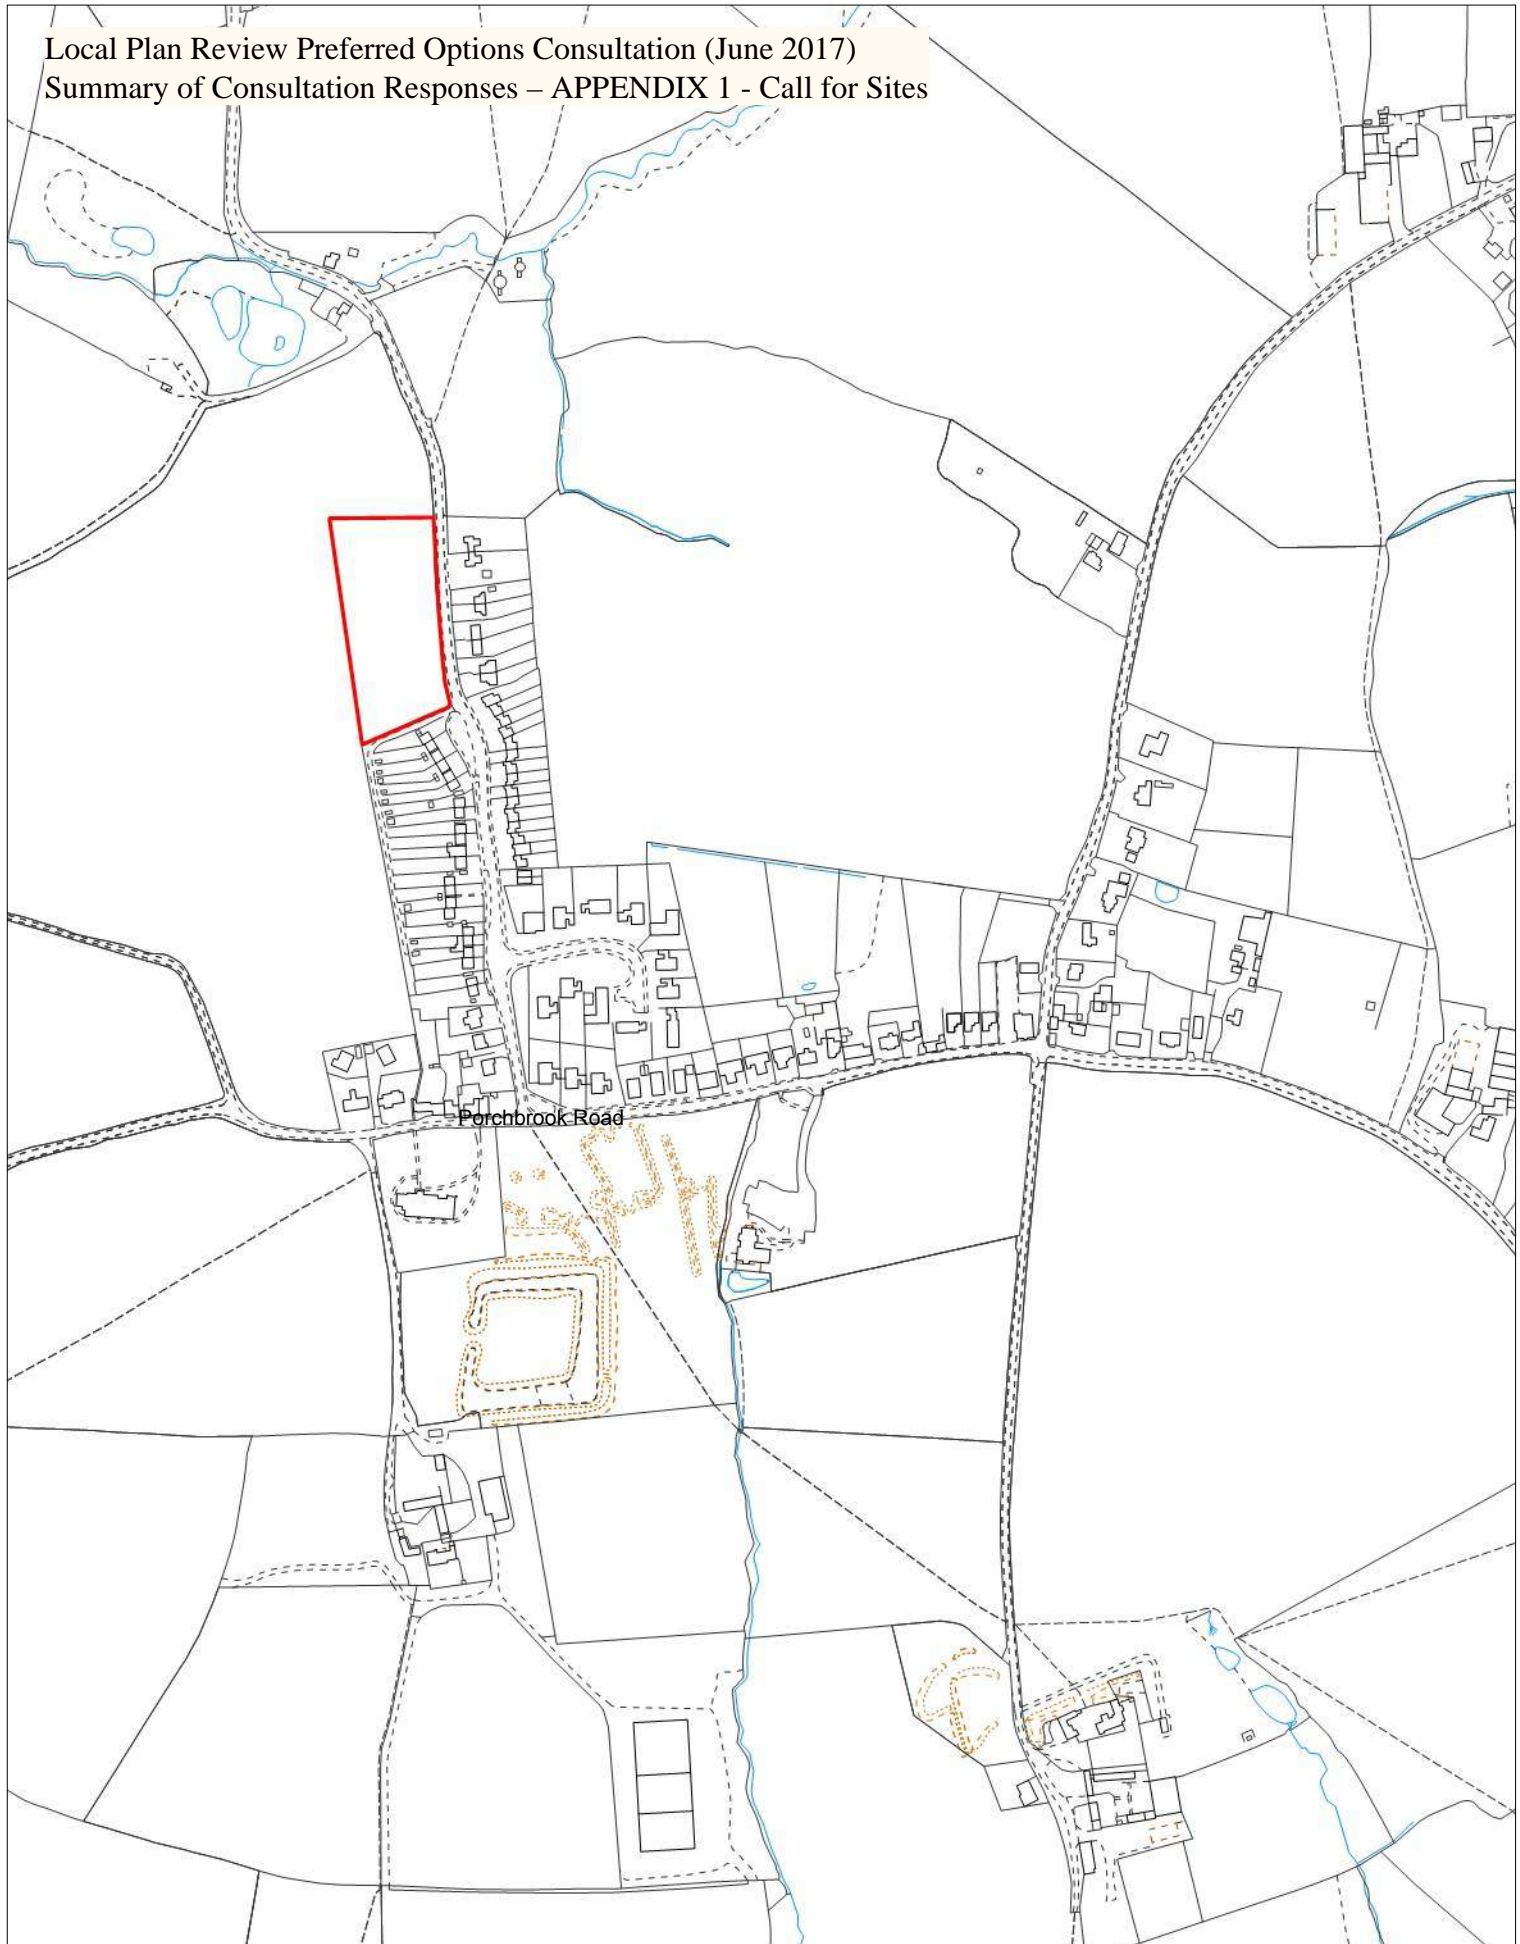 Local Plan Review Preferred Options Consultation (June 2017)
Summary of Consultation Responses – APPENDIX 1 - Call for Sites
Porchbrook Road